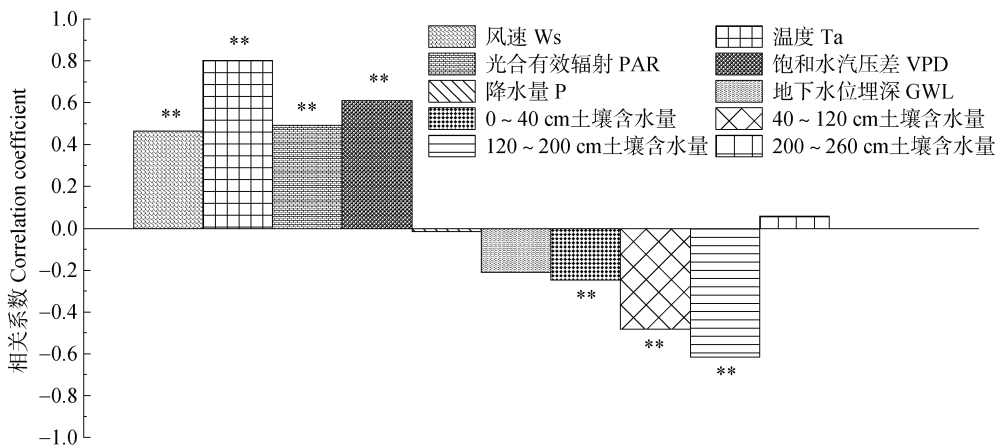 1.0
0.8
0.6
0.4
0.2
0.0
−0.2
−0.4
−0.6
−0.8
−1.0
相关系数 Correlation coefficient
**
**
**
**
**
**
**
风速 Ws
温度 Ta
光合有效辐射 PAR
饱和水汽压差 VPD
降水量 P
地下水位埋深 GWL
0~40 cm土壤含水量
40~120 cm土壤含水量
120~200 cm土壤含水量
200~260 cm土壤含水量